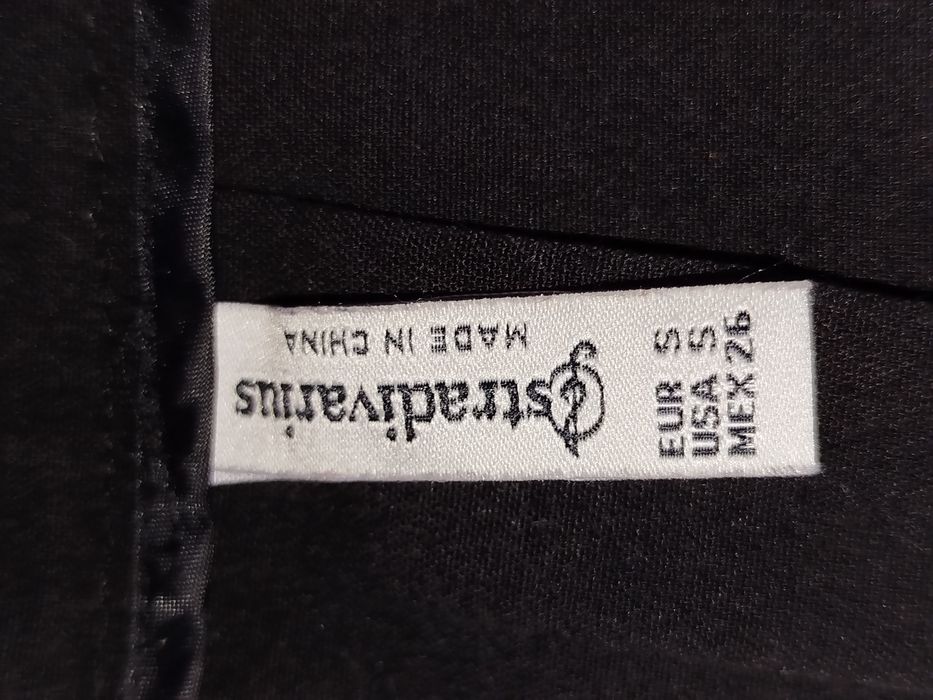 Stradivarius
MADE IN CHINA
EUR S
USA S
MEX 26